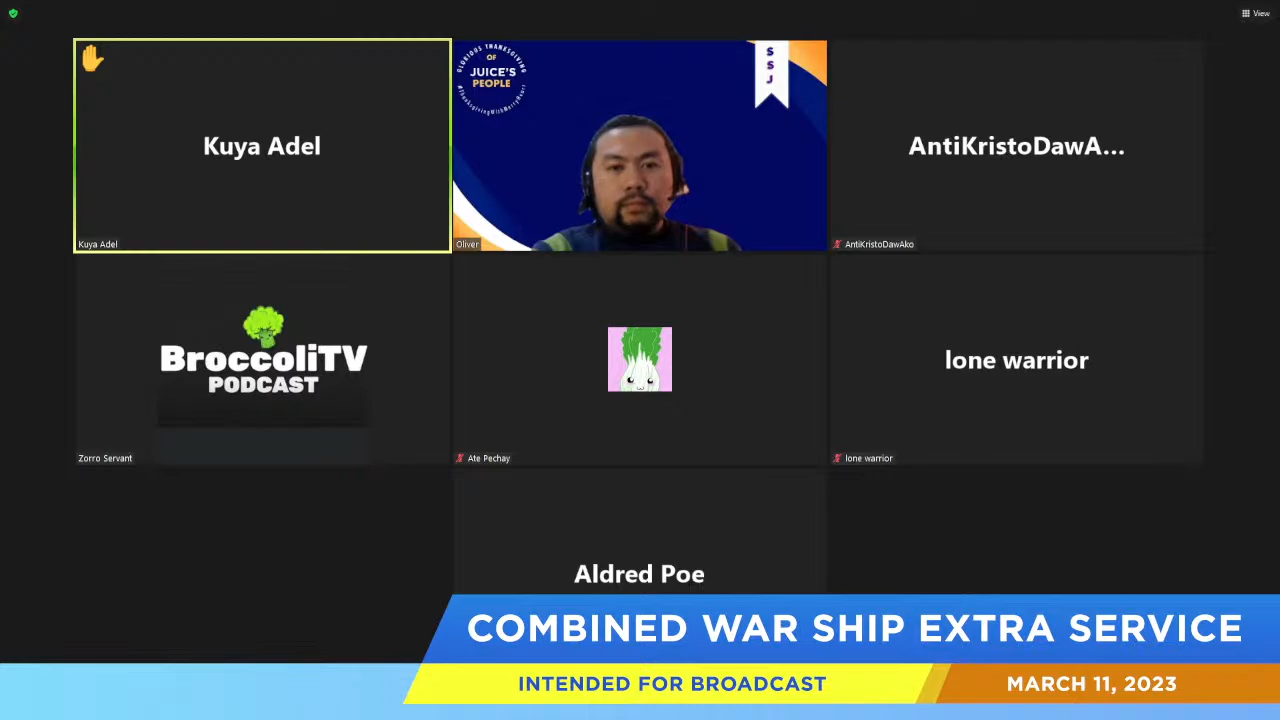 View
Kuya Adel
Kuya Adel
GLORIOUS THANKSGIVING
OF
JUICE'S
PEOPLE
#ThanksgivingWithMerryHeart
S
S
J
Oliver
AntiKristoDawA...
AntiKristoDawAko
BroccoliTV
PODCAST
Zorro Servant
Ate Pechay
lone warrior
lone warrior
Aldred Poe
COMBINED WAR SHIP EXTRA SERVICE
INTENDED FOR BROADCAST
MARCH 11, 2023